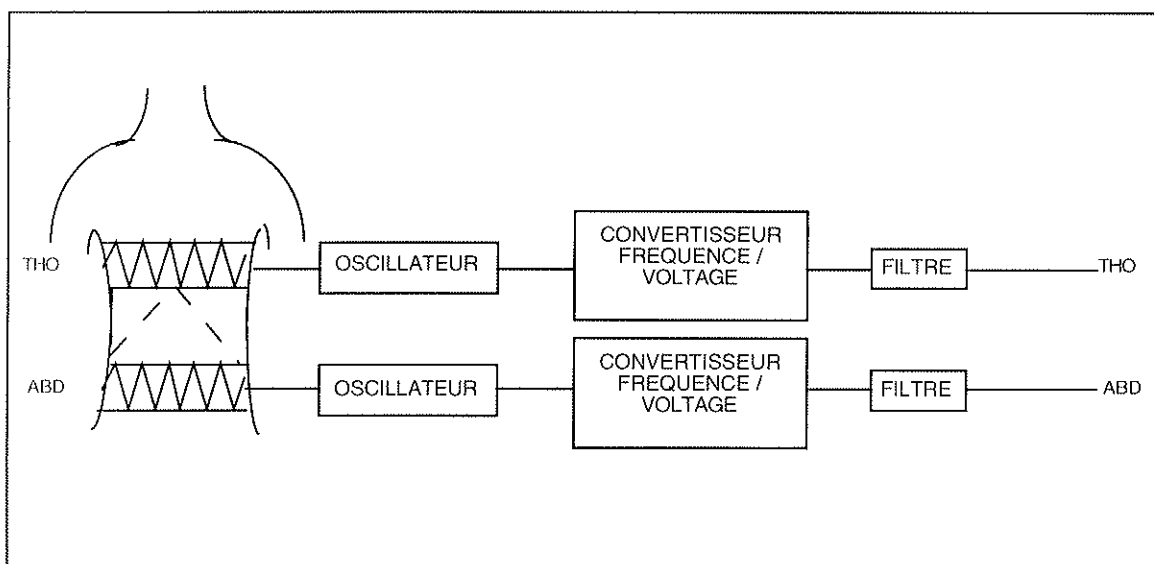 THO
OSCILLATEUR
CONVERTISSEUR
FREQUENCE /
VOLTAGE
FILTRE
THO
ABD
OSCILLATEUR
CONVERTISSEUR
FREQUENCE /
VOLTAGE
FILTRE
ABD